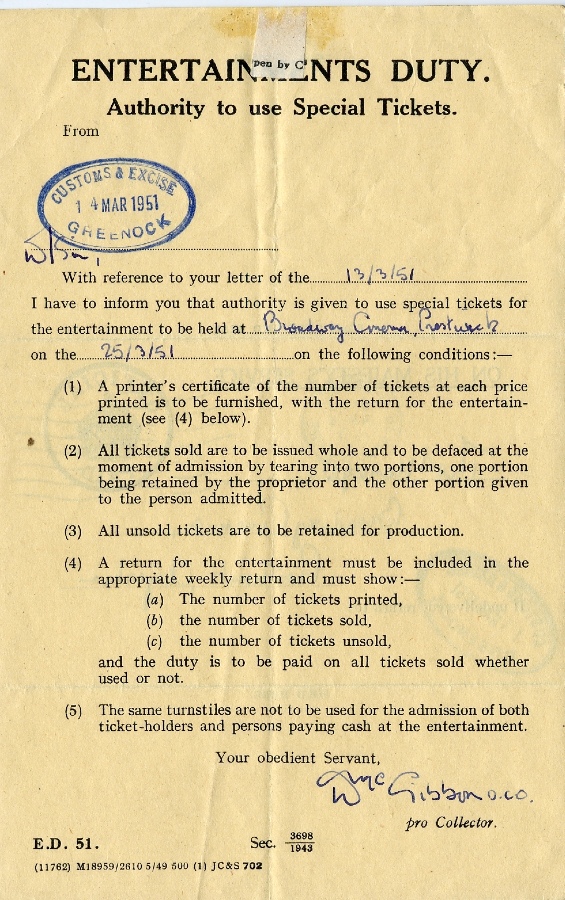 pen by C
ENTERTAINMENTS DUTY.
Authority to use Special Tickets.
From
CUSTOMS & EXCISE
14 MAR 1951
GREENOCK
With reference to your letter of the 13/3/51
I have to inform you that authority is given to use special tickets for
the entertainment to be held at Broadway Cinema, Prestwick
on the 25/3/51 on the following conditions:—
(1) A printer's certificate of the number of tickets at each price
printed is to be furnished, with the return for the entertain-
ment (see (4) below).
(2) All tickets sold are to be issued whole and to be defaced at the
moment of admission by tearing into two portions, one portion
being retained by the proprietor and the other portion given
to the person admitted.
(3) All unsold tickets are to be retained for production.
(4) A return for the entertainment must be included in the
appropriate weekly return and must show:—
(a) The number of tickets printed,
(b) the number of tickets sold,
(c) the number of tickets unsold,
and the duty is to be paid on all tickets sold whether
used or not.
(5) The same turnstiles are not to be used for the admission of both
ticket-holders and persons paying cash at the entertainment.
Your obedient Servant,
Gibbon O.C.O.
pro Collector.
E.D. 51. Sec. 3698/1943
(11762) M18959/2610 5/49 500 (1) JC&S 702